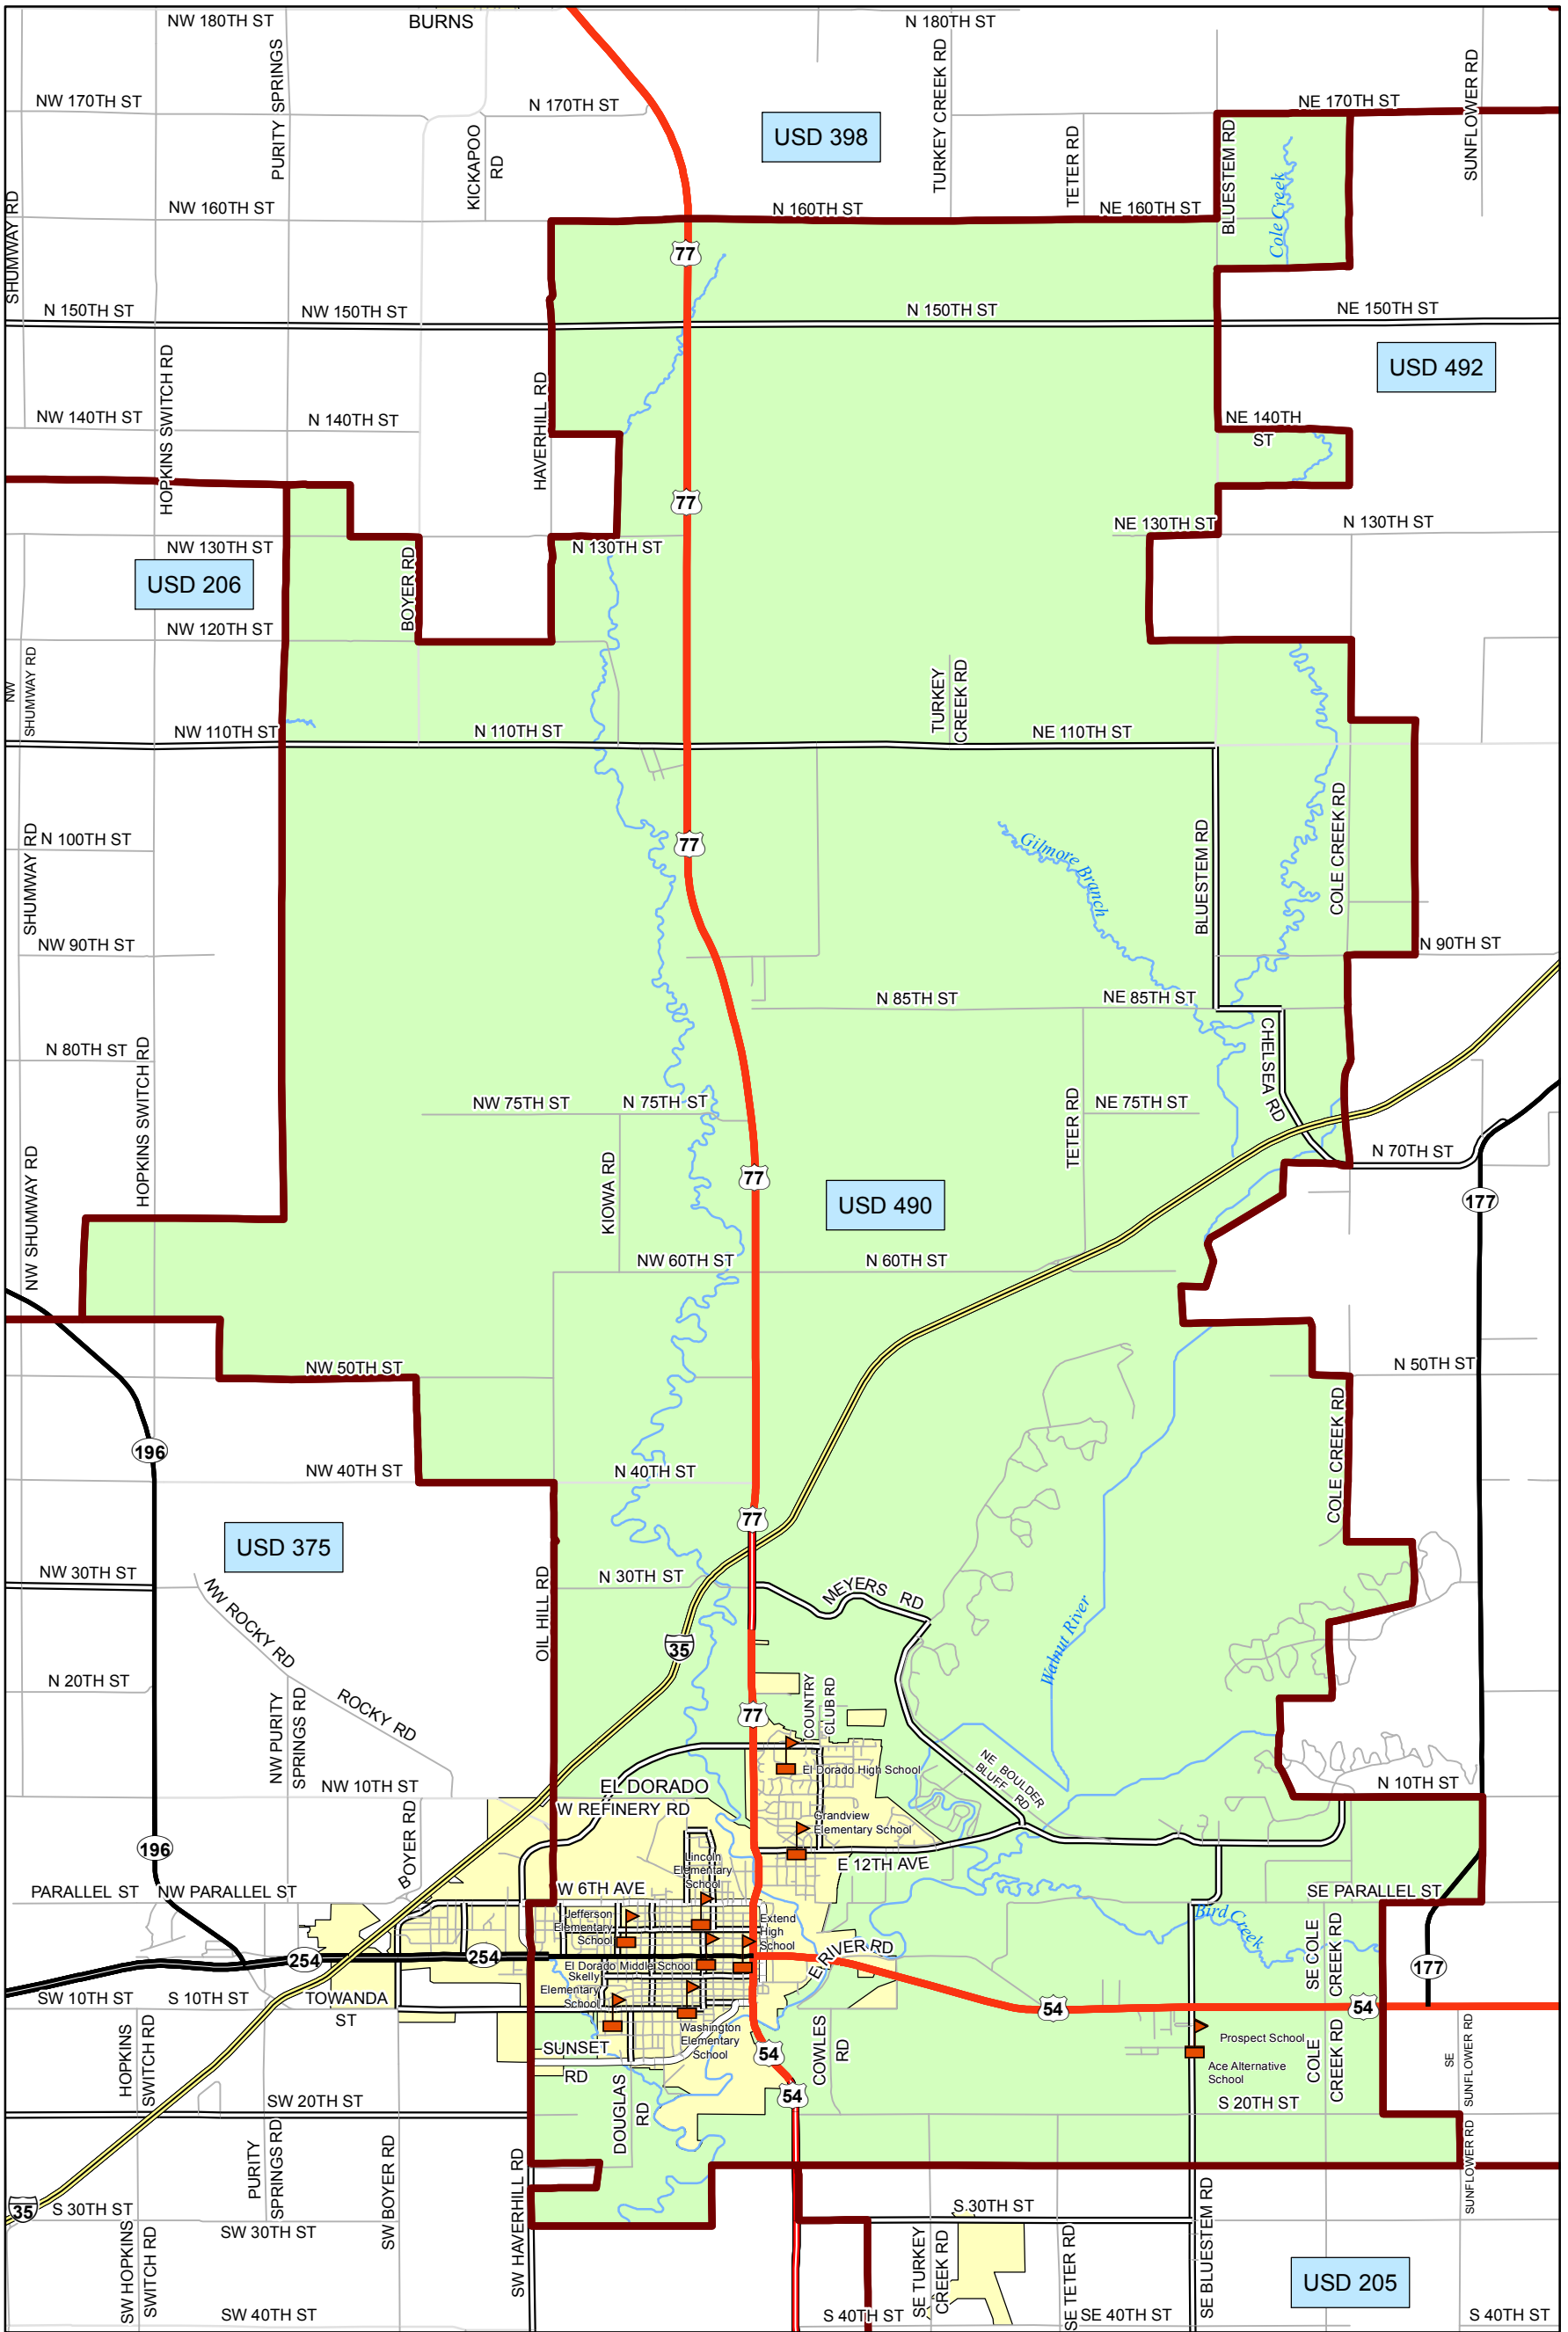 NW 180TH ST
BURNS
N 180TH ST
PURITY SPRINGS
TURKEY CREEK RD
SUNFLOWER RD
NW 170TH ST
N 170TH ST
NE 170TH ST
KICKAPOO
RD
USD 398
TETER RD
BLUESTEM RD
Cole Creek
SHUMWAY RD
NW 160TH ST
N 160TH ST
NE 160TH ST
77
N 150TH ST
NW 150TH ST
N 150TH ST
NE 150TH ST
HOPKINS SWITCH RD
HAVERHILL RD
USD 492
NW 140TH ST
N 140TH ST
NE 140TH
ST
77
NW 130TH ST
N 130TH ST
NE 130TH ST
N 130TH ST
USD 206
BOYER RD
NW 120TH ST
NW
SHUMWAY RD
TURKEY
CREEK RD
NW 110TH ST
N 110TH ST
NE 110TH ST
SHUMWAY RD
N 100TH ST
77
Gilmore Branch
BLUESTEM RD
COLE CREEK RD
NW 90TH ST
N 90TH ST
N 85TH ST
NE 85TH ST
CHELSEA RD
N 80TH ST
HOPKINS SWITCH RD
NW 75TH ST
N 75TH ST
TETER RD
NE 75TH ST
NW SHUMWAY RD
KIOWA RD
77
USD 490
N 70TH ST
177
NW 60TH ST
N 60TH ST
NW 50TH ST
N 50TH ST
196
NW 40TH ST
N 40TH ST
COLE CREEK RD
77
USD 375
NW 30TH ST
N 30TH ST
NW ROCKY RD
OIL HILL RD
MEYERS RD
35
Walnut River
N 20TH ST
NW PURITY
SPRINGS RD
ROCKY RD
77
COUNTRY
CLUB RD
NW 10TH ST
EL DORADO
El Dorado High School
NE BOULDER
BLUFF RD
N 10TH ST
W REFINERY RD
Grandview
Elementary School
196
BOYER RD
Lincoln
Elementary
School
E 12TH AVE
PARALLEL ST
NW PARALLEL ST
W 6TH AVE
SE PARALLEL ST
Jefferson
Elementary
School
Extend
High
School
Bird Creek
SE COLE
CREEK RD
254
254
El Dorado Middle School
E RIVER RD
177
Skelly
Elementary
School
SW 10TH ST
S 10TH ST
TOWANDA
ST
54
54
HOPKINS
SWITCH RD
Washington
Elementary
School
Prospect School
SUNSET
RD
54
COWLES
RD
Ace Alternative
School
COLE
CREEK RD
SE
SUNFLOWER RD
54
SW 20TH ST
DOUGLAS
RD
S 20TH ST
PURITY
SPRINGS RD
SW BOYER RD
SW HAVERHILL RD
SUNFLOWER RD
35
S 30TH ST
SW 30TH ST
S 30TH ST
SW HOPKINS
SWITCH RD
SE TURKEY
CREEK RD
SE TETER RD
SE BLUESTEM RD
USD 205
SW 40TH ST
S 40TH ST
SE 40TH ST
S 40TH ST